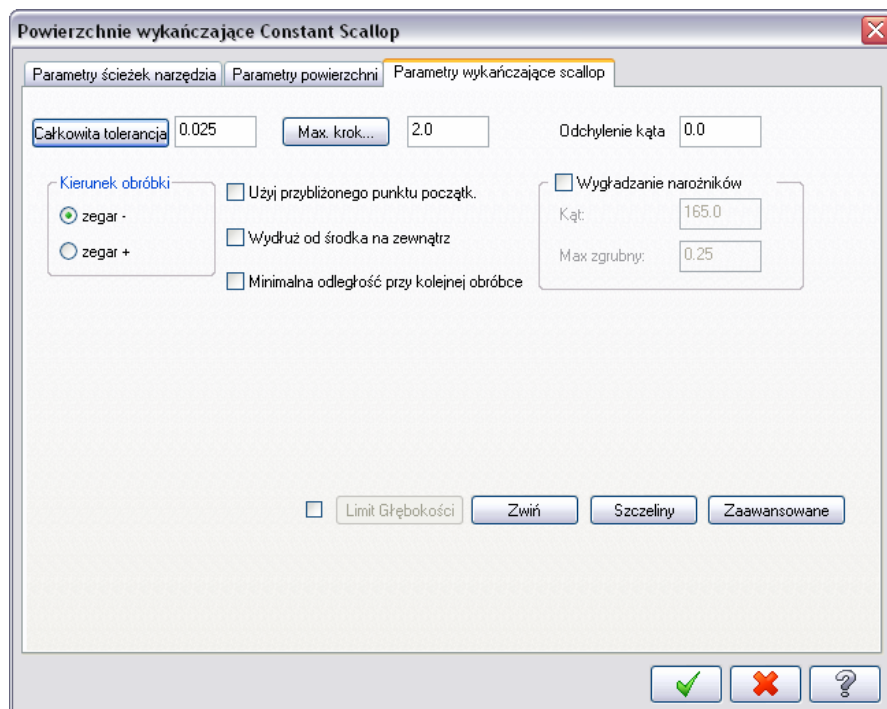 Powierzchnie wykańczające Constant Scallop
Parametry ścieżek narzędzia Parametry powierzchni Parametry wykańczające scallop
Całkowita tolerancja 0.025 Max. krok... 2.0 Odchylenie kąta 0.0
Kierunek obróbki
zegar -
zegar +
Użyj przybliżonego punktu początk.
Wydłuż od środka na zewnątrz
Minimalna odległość przy kolejnej obróbce
Wygładzanie narożników
Kąt: 165.0
Max zgrubny: 0.25
Limit Głębokości Zwiń Szczeliny Zaawansowane